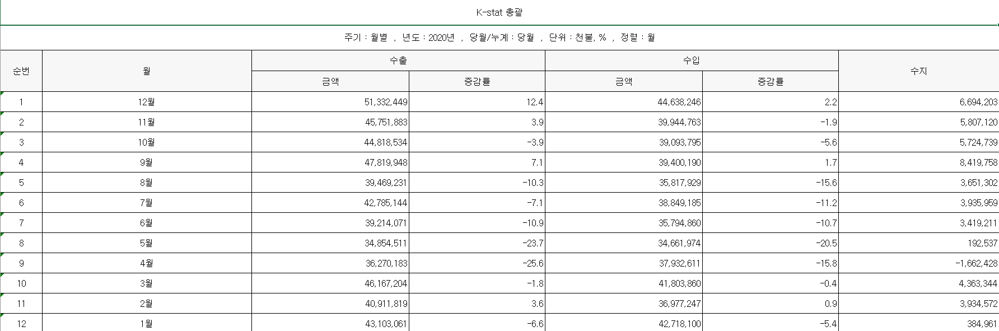 K-stat 총괄
주기 : 월별 , 년도 : 2020년 , 당월/누계 : 당월 , 단위 : 천불, % , 정렬 : 월
순번 월 수출 수입 수지
금액 증감률 금액 증감률
1 12월 51,332,449 12.4 44,638,246 2.2 6,694,203
2 11월 45,751,883 3.9 39,944,763 -1.9 5,807,120
3 10월 44,818,534 -3.9 39,093,795 -5.6 5,724,739
4 9월 47,819,948 7.1 39,400,190 1.7 8,419,758
5 8월 39,469,231 -10.3 35,817,929 -15.6 3,651,302
6 7월 42,785,144 -7.1 38,849,185 -11.2 3,935,959
7 6월 39,214,071 -10.9 35,794,860 -10.7 3,419,211
8 5월 34,854,511 -23.7 34,661,974 -20.5 192,537
9 4월 36,270,183 -25.6 37,932,611 -15.8 -1,662,428
10 3월 46,167,204 -1.8 41,803,860 -0.4 4,363,344
11 2월 40,911,819 3.6 36,977,247 0.9 3,934,572
12 1월 43,103,061 -6.6 42,718,100 -5.4 384,961